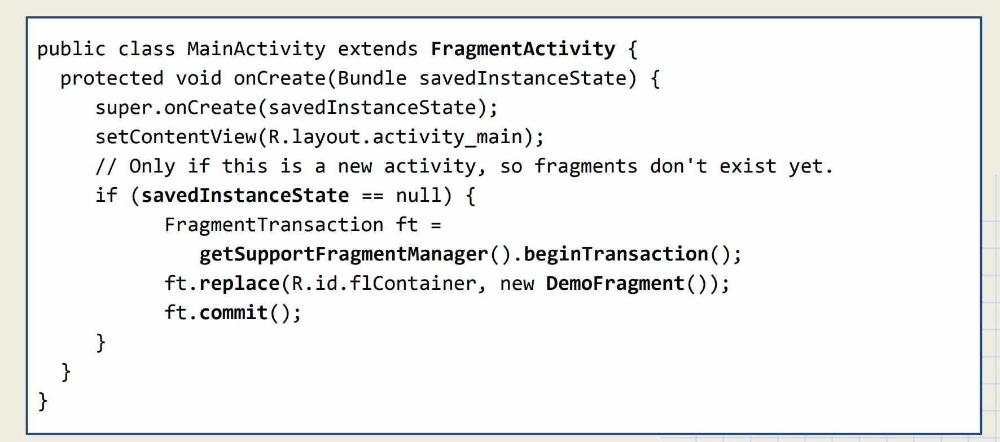 public class MainActivity extends FragmentActivity {
protected void onCreate(Bundle savedInstanceState) {
super.onCreate(savedInstanceState);
setContentView(R.layout.activity_main);
// Only if this is a new activity, so fragments don't exist yet.
if (savedInstanceState == null) {
FragmentTransaction ft =
getSupportFragmentManager().beginTransaction();
ft.replace(R.id.flContainer, new DemoFragment());
ft.commit();
}
}
}